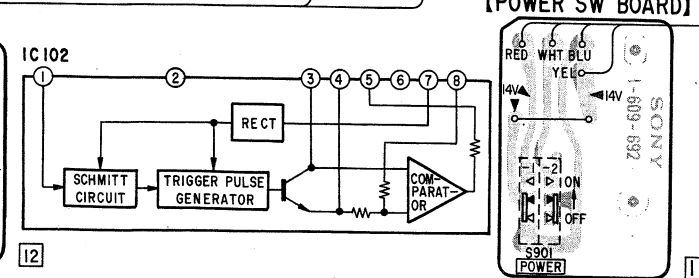 [POWER SW BOARD]
IC102
1 2 3 4 5 6 7 8
RECT
SCHMITT
CIRCUIT
TRIGGER PULSE
GENERATOR
COM-
PARAT-
OR
12
RED WHT BLU
YEL
14V 14V
1-609-692
SONY
-1 -2
ON
OFF
S901
POWER